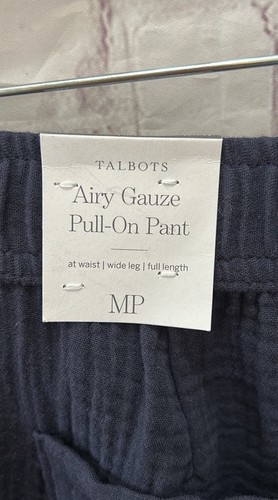 TALBOTS
Airy Gauze
Pull-On Pant
at waist | wide leg | full length
MP